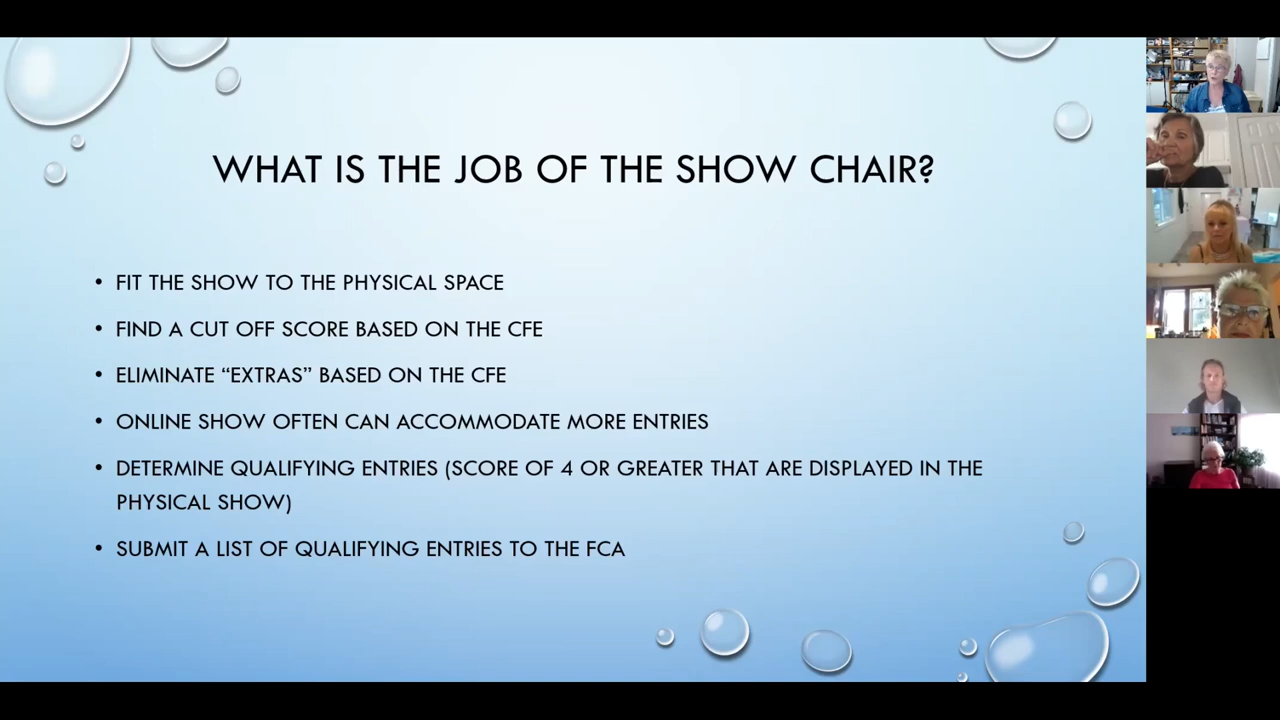 WHAT IS THE JOB OF THE SHOW CHAIR?
• FIT THE SHOW TO THE PHYSICAL SPACE
• FIND A CUT OFF SCORE BASED ON THE CFE
• ELIMINATE “EXTRAS” BASED ON THE CFE
• ONLINE SHOW OFTEN CAN ACCOMMODATE MORE ENTRIES
• DETERMINE QUALIFYING ENTRIES (SCORE OF 4 OR GREATER THAT ARE DISPLAYED IN THE
PHYSICAL SHOW)
• SUBMIT A LIST OF QUALIFYING ENTRIES TO THE FCA